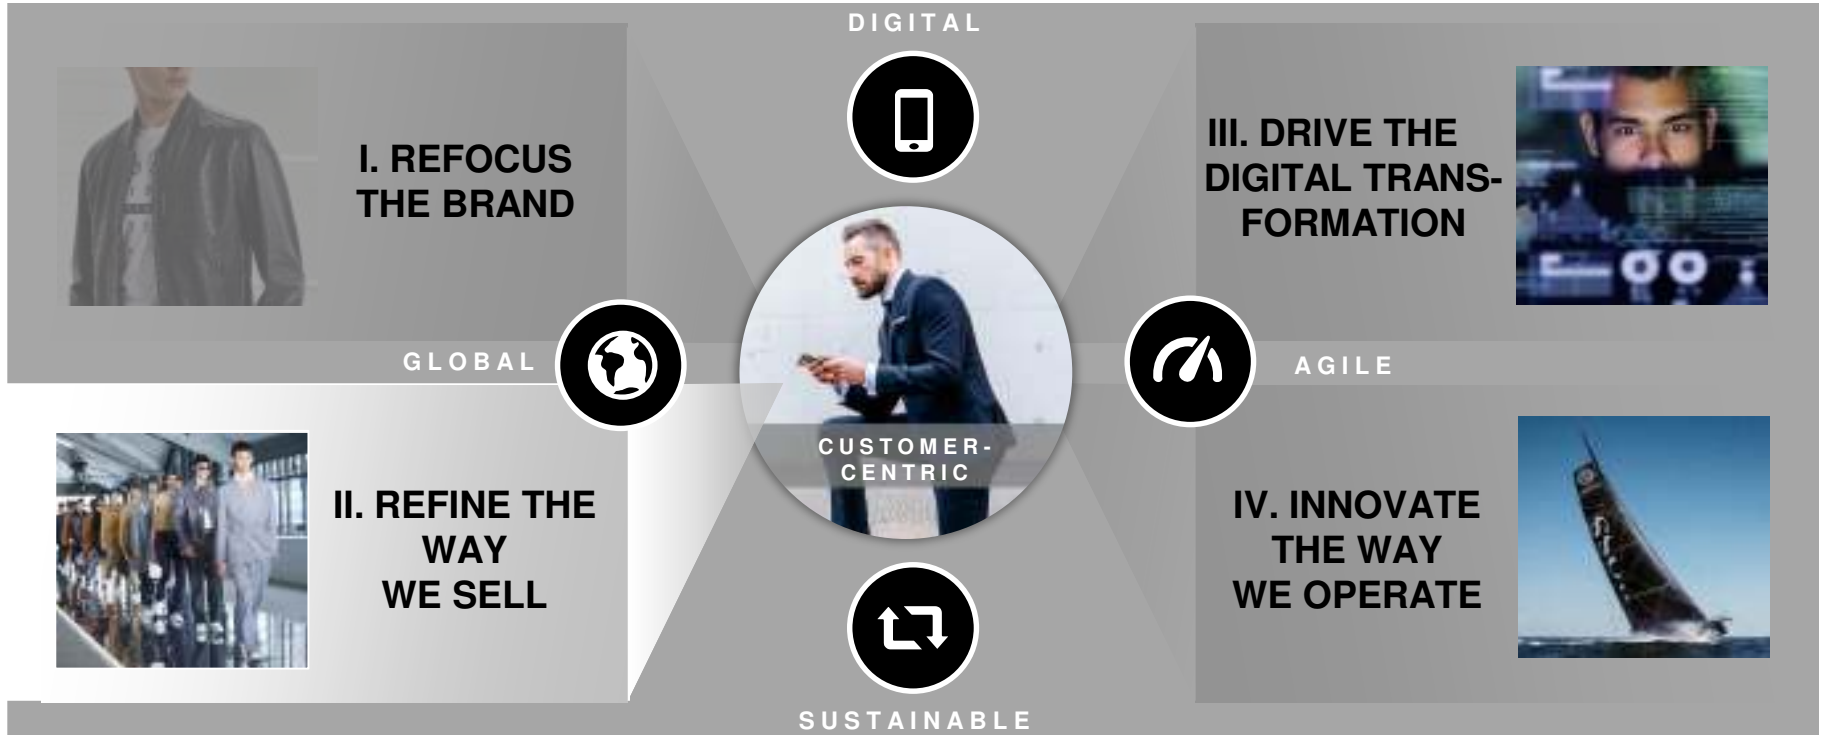 DIGITAL
I. REFOCUS
THE BRAND
III. DRIVE THE
DIGITAL TRANS-
FORMATION
GLOBAL
AGILE
CUSTOMER-
CENTRIC
II. REFINE THE
WAY
WE SELL
IV. INNOVATE
THE WAY
WE OPERATE
SUSTAINABLE